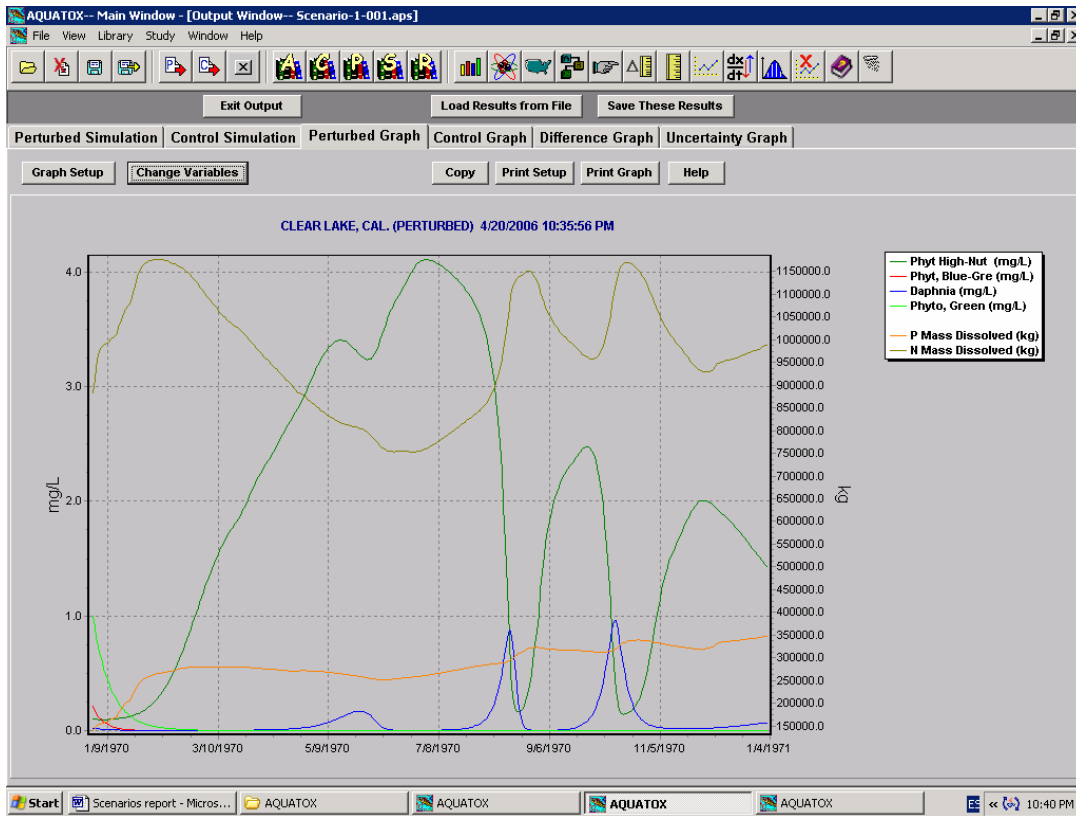 AQUATOX-- Main Window - [Output Window-- Scenario-1-001.aps]
File View Library Study Window Help
P C A G P S R dx dt
Exit Output Load Results from File Save These Results
Perturbed Simulation Control Simulation Perturbed Graph Control Graph Difference Graph Uncertainty Graph
Graph Setup Change Variables Copy Print Setup Print Graph Help
CLEAR LAKE, CAL. (PERTURBED) 4/20/2006 10:35:56 PM
Phyt High-Nut (mg/L)
Phyt, Blue-Gre (mg/L)
Daphnia (mg/L)
Phyto, Green (mg/L)
P Mass Dissolved (kg)
N Mass Dissolved (kg)
mg/L
4.0
3.0
2.0
1.0
0.0
1150000.0
1100000.0
1050000.0
1000000.0
950000.0
900000.0
850000.0
800000.0
750000.0
700000.0
650000.0
600000.0
550000.0
500000.0
450000.0
400000.0
350000.0
300000.0
250000.0
200000.0
150000.0
kg
1/9/1970 3/10/1970 5/9/1970 7/8/1970 9/6/1970 11/5/1970 1/4/1971
Start Scenarios report - Micros... AQUATOX AQUATOX AQUATOX AQUATOX ES « 10:40 PM